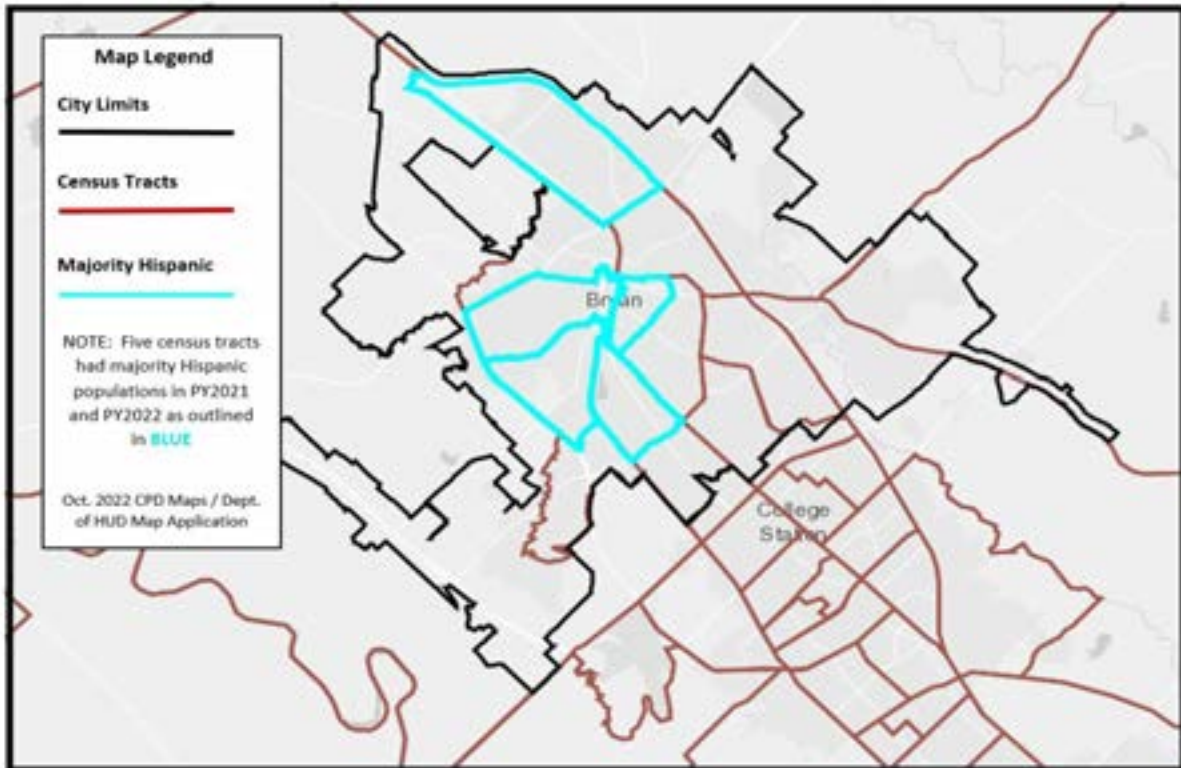 Map Legend
City Limits
Census Tracts
Majority Hispanic
NOTE: Five census tracts
had majority Hispanic
populations in PY2021
and PY2022 as outlined
in BLUE
Oct. 2022 CPD Maps / Dept.
of HUD Map Application
Bryan
College
Station